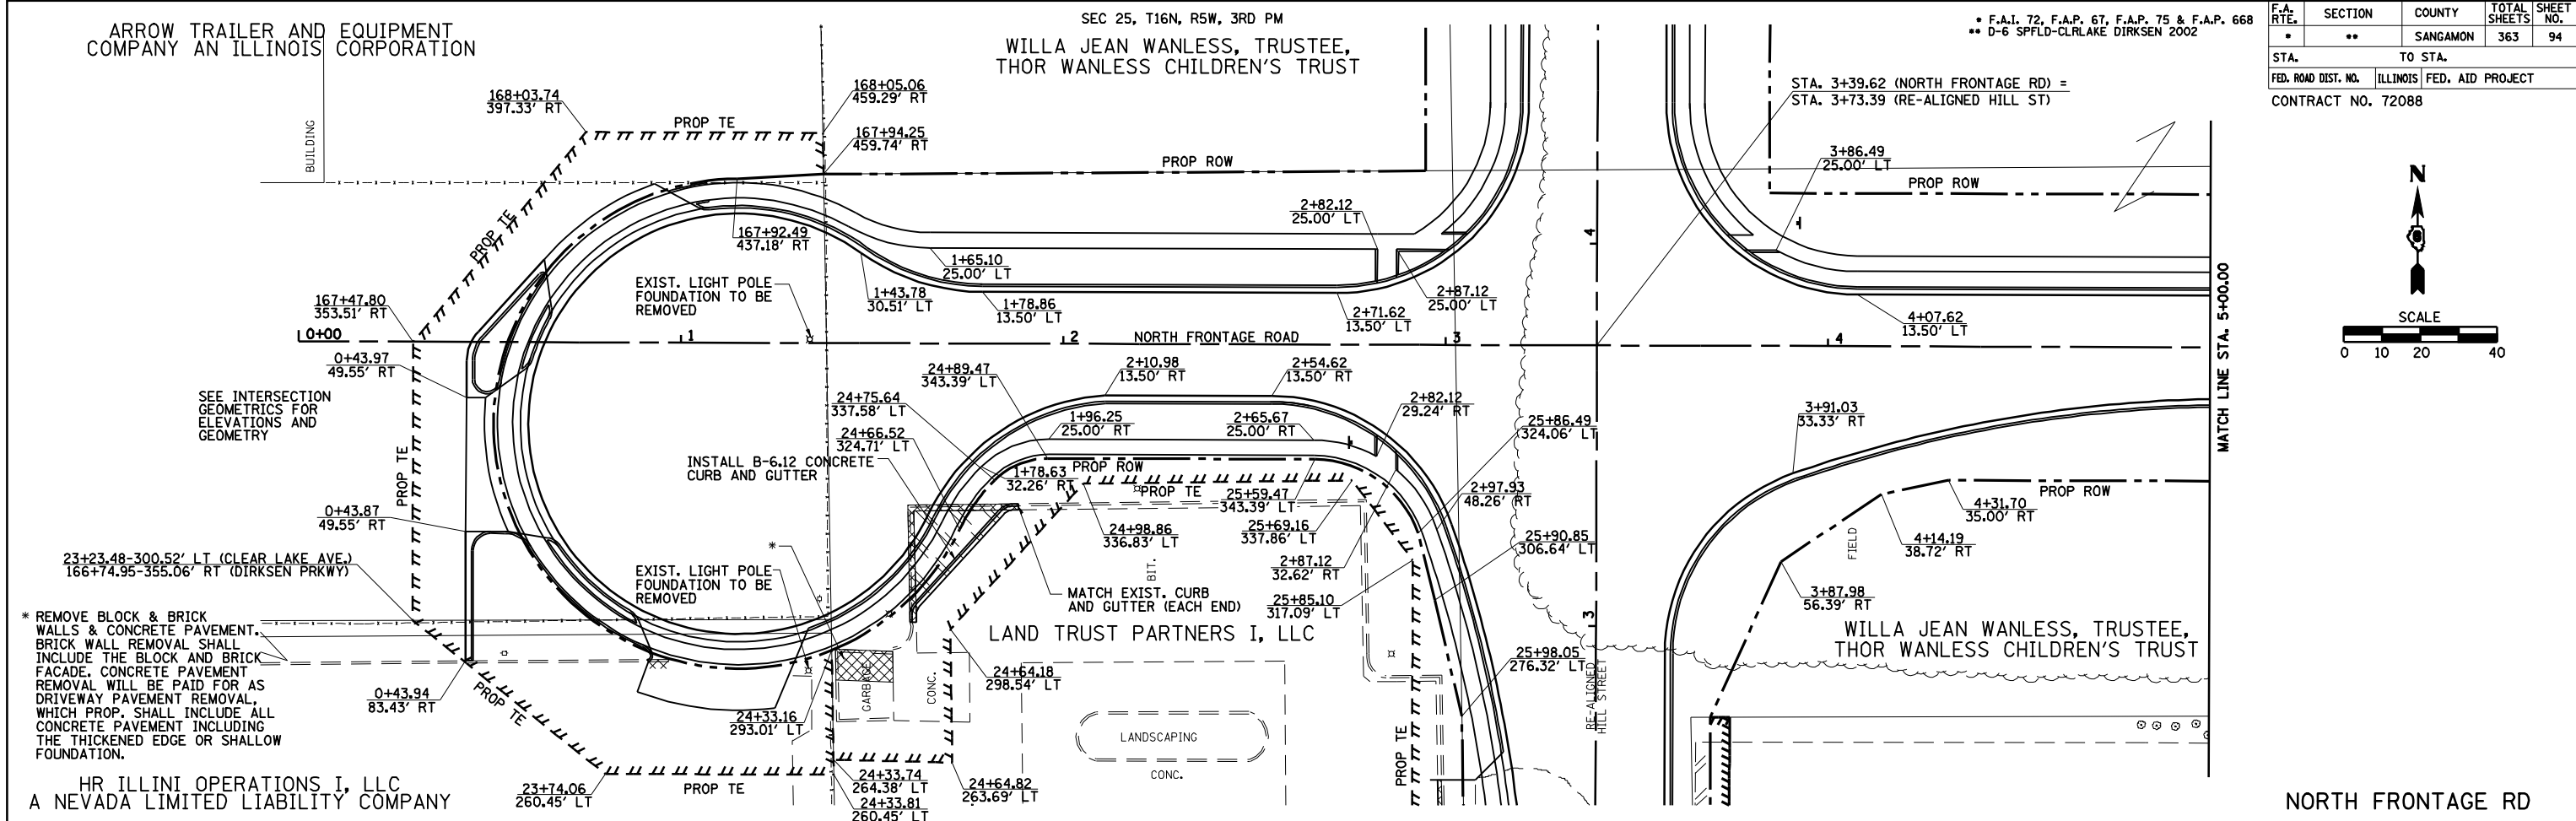 ARROW TRAILER AND EQUIPMENT
COMPANY AN ILLINOIS CORPORATION
SEC 25, T16N, R5W, 3RD PM
WILLA JEAN WANLESS, TRUSTEE,
THOR WANLESS CHILDREN'S TRUST
* F.A.I. 72, F.A.P. 67, F.A.P. 75 & F.A.P. 668
** D-6 SPFLD-CLRLAKE DIRKSEN 2002
F.A. RTE. SECTION COUNTY TOTAL SHEETS SHEET NO.
* ** SANGAMON 363 94
STA. TO STA.
FED. ROAD DIST. NO. ILLINOIS FED. AID PROJECT
CONTRACT NO. 72088
STA. 3+39.62 (NORTH FRONTAGE RD) =
STA. 3+73.39 (RE-ALIGNED HILL ST)
168+03.74
397.33' RT
168+05.06
459.29' RT
PROP TE
167+94.25
459.74' RT
BUILDING
PROP ROW
3+86.49
25.00' LT
PROP ROW
N
PROP TE
167+92.49
437.18' RT
2+82.12
25.00' LT
4
1+65.10
25.00' LT
EXIST. LIGHT POLE
FOUNDATION TO BE
REMOVED
1+43.78
30.51' LT
1+78.86
13.50' LT
2+87.12
25.00' LT
2+71.62
13.50' LT
4+07.62
13.50' LT
167+47.80
353.51' RT
SCALE
0 10 20 40
MATCH LINE STA. 5+00.00
0+00
1
2
NORTH FRONTAGE ROAD
3
4
0+43.97
49.55' RT
SEE INTERSECTION
GEOMETRICS FOR
ELEVATIONS AND
GEOMETRY
24+89.47
343.39' LT
2+10.98
13.50' RT
2+54.62
13.50' RT
24+75.64
337.58' LT
1+96.25
25.00' RT
2+65.67
25.00' RT
2+82.12
29.24' RT
25+86.49
324.06' LT
3+91.03
33.33' RT
24+66.52
324.71' LT
INSTALL B-6.12 CONCRETE
CURB AND GUTTER
1+78.63
32.26' RT
PROP ROW
PROP TE
PROP TE
25+59.47
343.39' LT
2+97.93
48.26' RT
PROP ROW
4+31.70
35.00' RT
0+43.87
49.55' RT
24+98.86
336.83' LT
25+69.16
337.86' LT
25+90.85
306.64' LT
4+14.19
38.72' RT
FIELD
23+23.48-300.52' LT (CLEAR LAKE AVE.)
166+74.95-355.06' RT (DIRKSEN PRKWY)
*
EXIST. LIGHT POLE
FOUNDATION TO BE
REMOVED
BIT.
MATCH EXIST. CURB
AND GUTTER (EACH END)
2+87.12
32.62' RT
25+85.10
317.09' LT
3+87.98
56.39' RT
* REMOVE BLOCK & BRICK
WALLS & CONCRETE PAVEMENT.
BRICK WALL REMOVAL SHALL
INCLUDE THE BLOCK AND BRICK
FACADE. CONCRETE PAVEMENT
REMOVAL WILL BE PAID FOR AS
DRIVEWAY PAVEMENT REMOVAL,
WHICH PROP. SHALL INCLUDE ALL
CONCRETE PAVEMENT INCLUDING
THE THICKENED EDGE OR SHALLOW
FOUNDATION.
LAND TRUST PARTNERS I, LLC
3
WILLA JEAN WANLESS, TRUSTEE,
THOR WANLESS CHILDREN'S TRUST
0+43.94
83.43' RT
PROP TE
24+33.16
293.01' LT
GARBAGE
CONC.
24+64.18
298.54' LT
25+98.05
276.32' LT
RE-ALIGNED
HILL STREET
LANDSCAPING
CONC.
PROP TE
HR ILLINI OPERATIONS I, LLC
A NEVADA LIMITED LIABILITY COMPANY
23+74.06
260.45' LT
PROP TE
24+33.74
264.38' LT
24+33.81
260.45' LT
24+64.82
263.69' LT
NORTH FRONTAGE RD